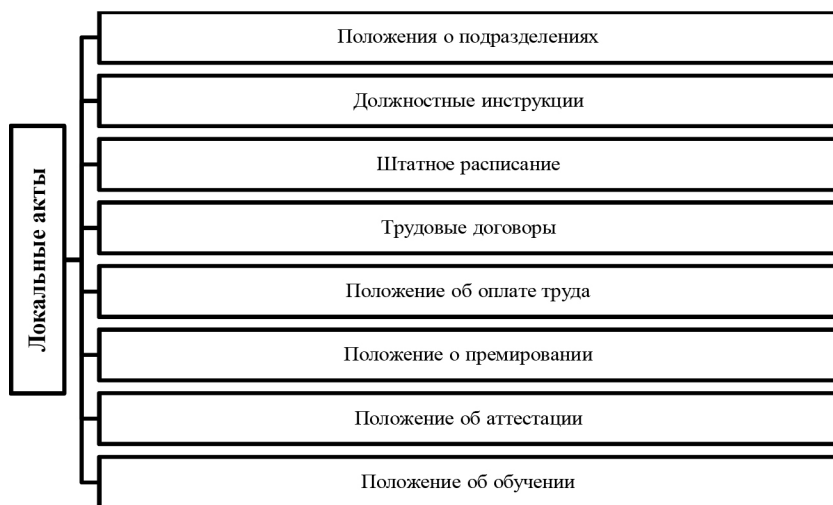 Локальные акты
Положения о подразделениях
Должностные инструкции
Штатное расписание
Трудовые договоры
Положение об оплате труда
Положение о премировании
Положение об аттестации
Положение об обучении